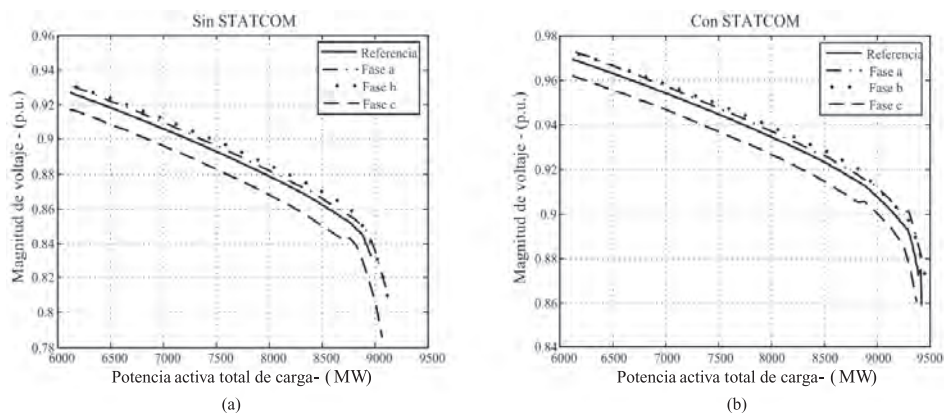 Sin STATCOM
0.96
0.94
0.92
0.9
0.88
0.86
0.84
0.82
0.8
0.78
6000 6500 7000 7500 8000 8500 9000 9500
Magnitud de voltaje - (p.u.)
Potencia activa total de carga- ( MW)
Referencia
Fase a
Fase b
Fase c
(a)
Con STATCOM
0.98
0.96
0.94
0.92
0.9
0.88
0.86
0.84
6000 6500 7000 7500 8000 8500 9000 9500
Magnitud de voltaje - (p.u.)
Potencia activa total de carga- ( MW)
Referencia
Fase a
Fase b
Fase c
(b)